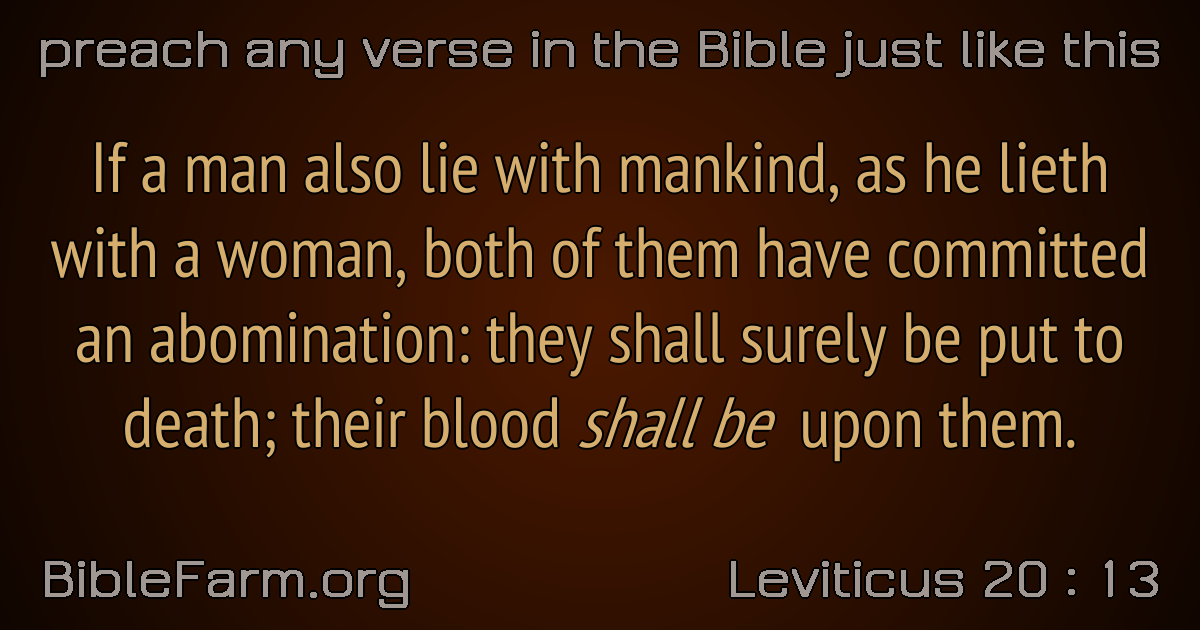 preach any verse in the Bible just like this
If a man also lie with mankind, as he lieth
with a woman, both of them have committed
an abomination: they shall surely be put to
death; their blood shall be upon them.
BibleFarm.org
Leviticus 20 : 13